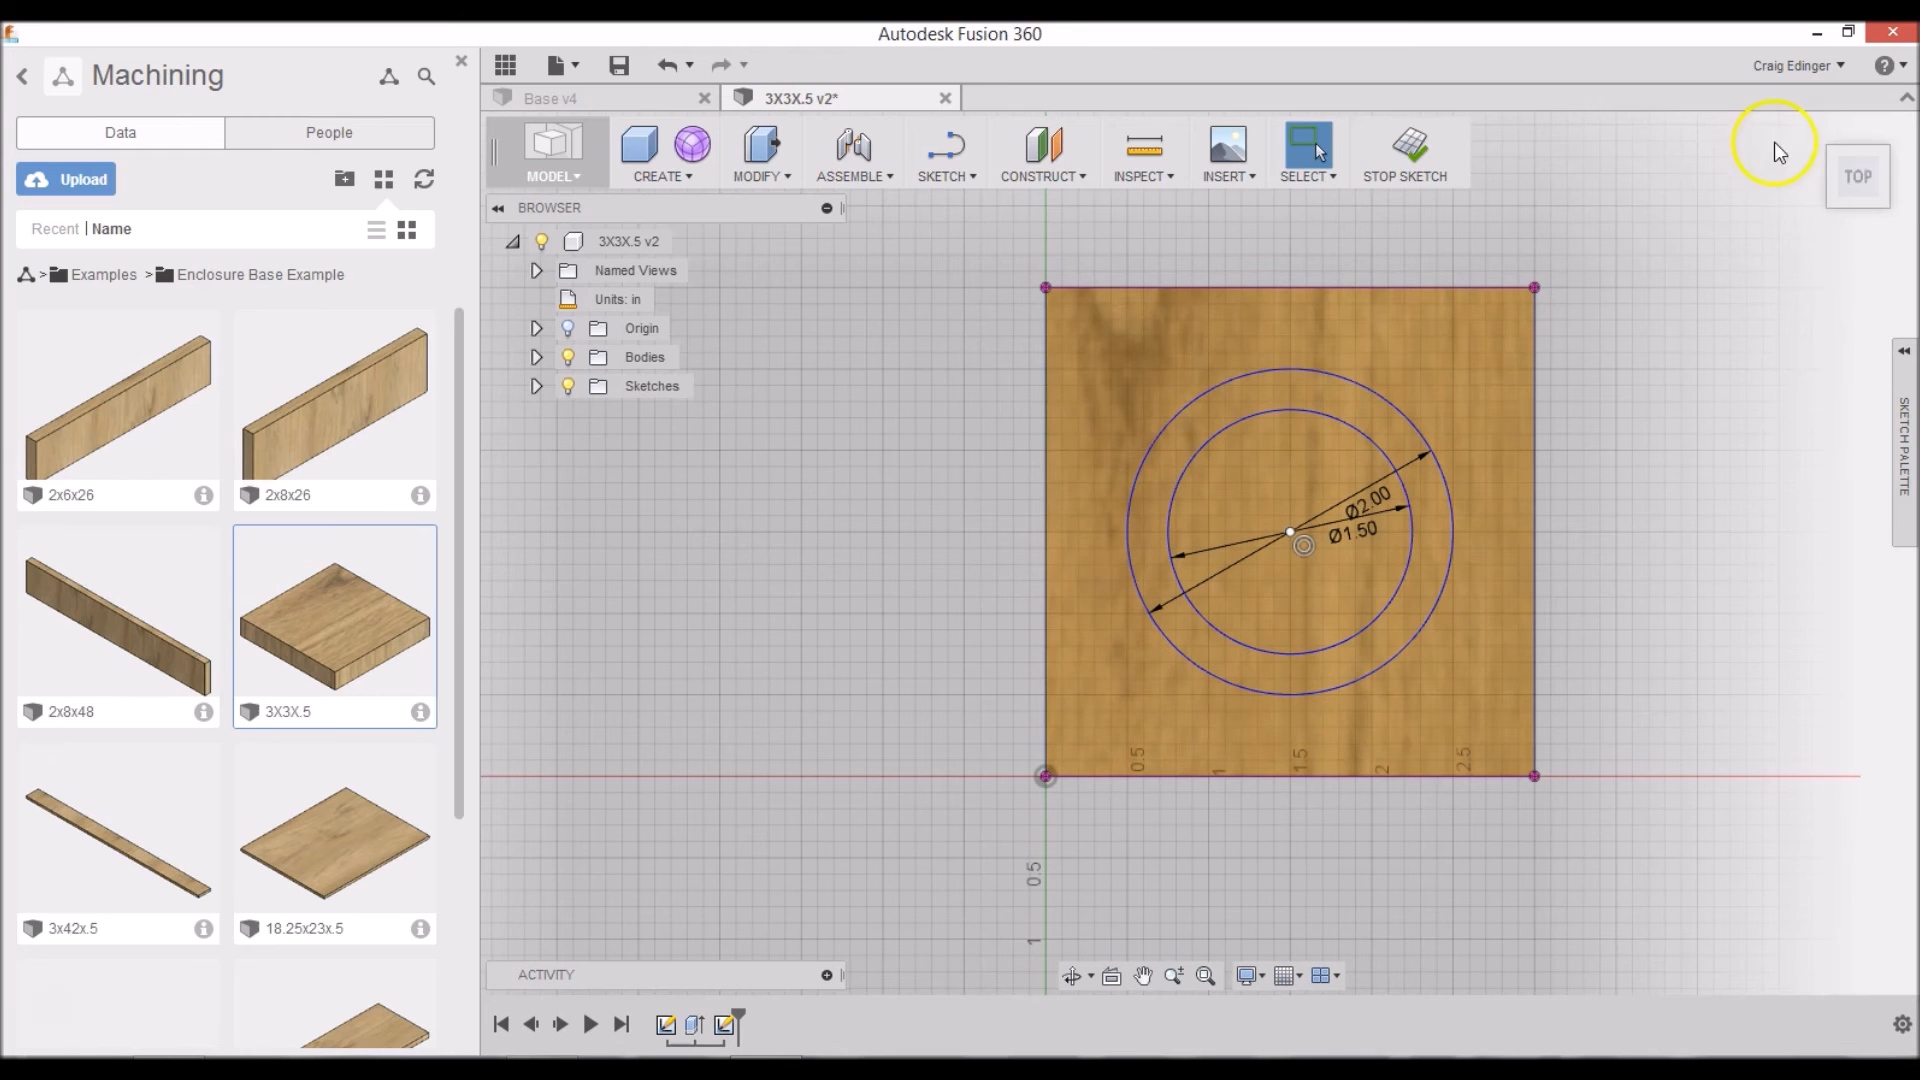 Autodesk Fusion 360
Machining
Craig Edinger
Base v4
3X3X.5 v2*
Data
People
MODEL
CREATE
MODIFY
ASSEMBLE
SKETCH
CONSTRUCT
INSPECT
INSERT
SELECT
STOP SKETCH
TOP
Upload
BROWSER
Recent | Name
3X3X.5 v2
Named Views
> Examples > Enclosure Base Example
Units: in
Origin
Bodies
Sketches
2x6x26
2x8x26
SKETCH PALETTE
Ø2.00
Ø1.50
2x8x48
3X3X.5
0.5
1
1.5
2
2.5
0.5
1
3x42x.5
18.25x23x.5
ACTIVITY